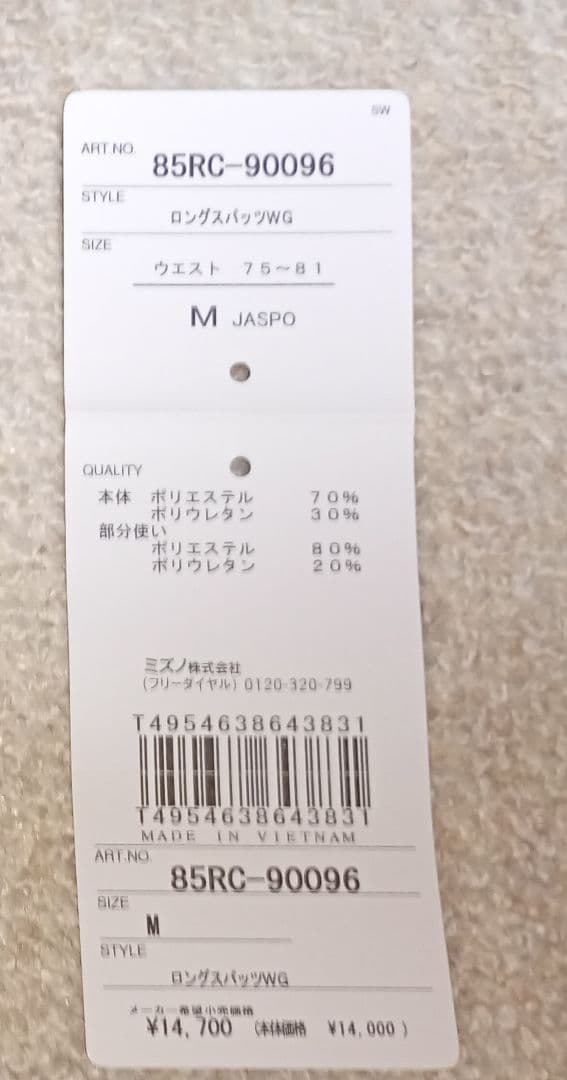 SW
ART.NO. 85RC-90096
STYLE
ロングスパッツWG
SIZE
ウエスト 75~81
M JASPO
QUALITY
本体 ポリエステル 70%
ポリウレタン 30%
部分使い
ポリエステル 80%
ポリウレタン 20%
ミズノ株式会社
(フリーダイヤル) 0120-320-799
T4954638643831
T4954638643831
MADE IN VIETNAM
ART.NO.
85RC-90096
SIZE
M
STYLE
ロングスパッツWG
メーカー希望小売価格
¥14,700 (本体価格 ¥14,000)